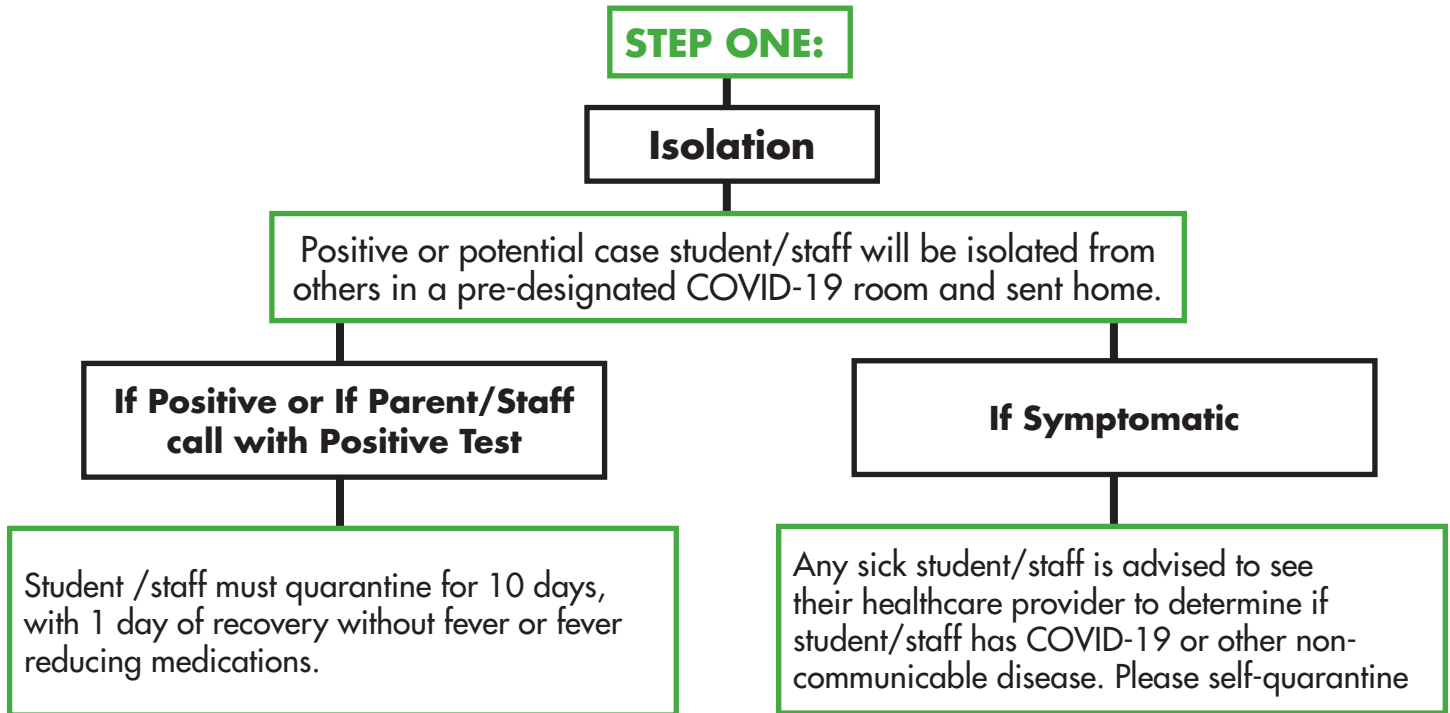 STEP ONE:
Isolation
Positive or potential case student/staff will be isolated from
others in a pre-designated COVID-19 room and sent home.
If Positive or If Parent/Staff
call with Positive Test
Student /staff must quarantine for 10 days,
with 1 day of recovery without fever or fever
reducing medications.
If Symptomatic
Any sick student/staff is advised to see
their healthcare provider to determine if
student/staff has COVID-19 or other non-
communicable disease. Please self-quarantine